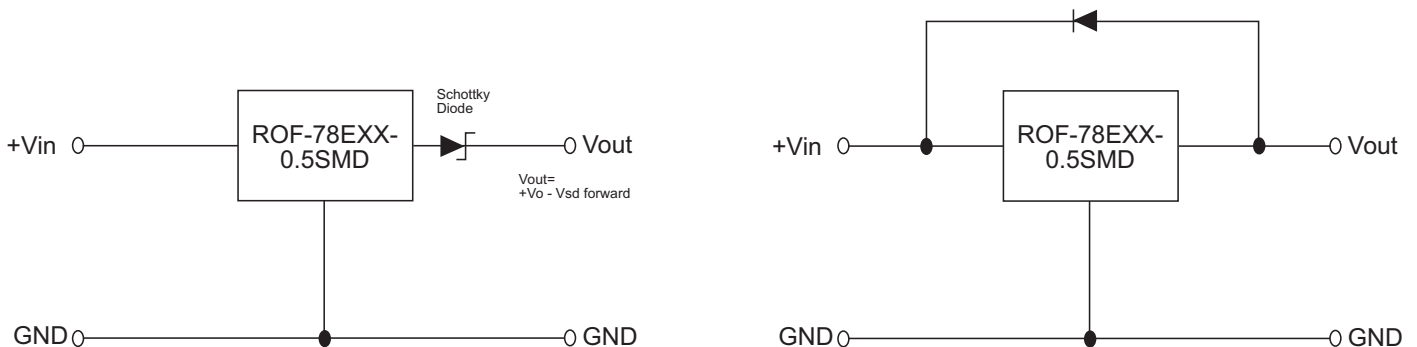 Schottky
Diode
+Vin
ROF-78EXX-
0.5SMD
Vout
Vout=
+Vo - Vsd forward
GND
GND
+Vin
ROF-78EXX-
0.5SMD
Vout
GND
GND